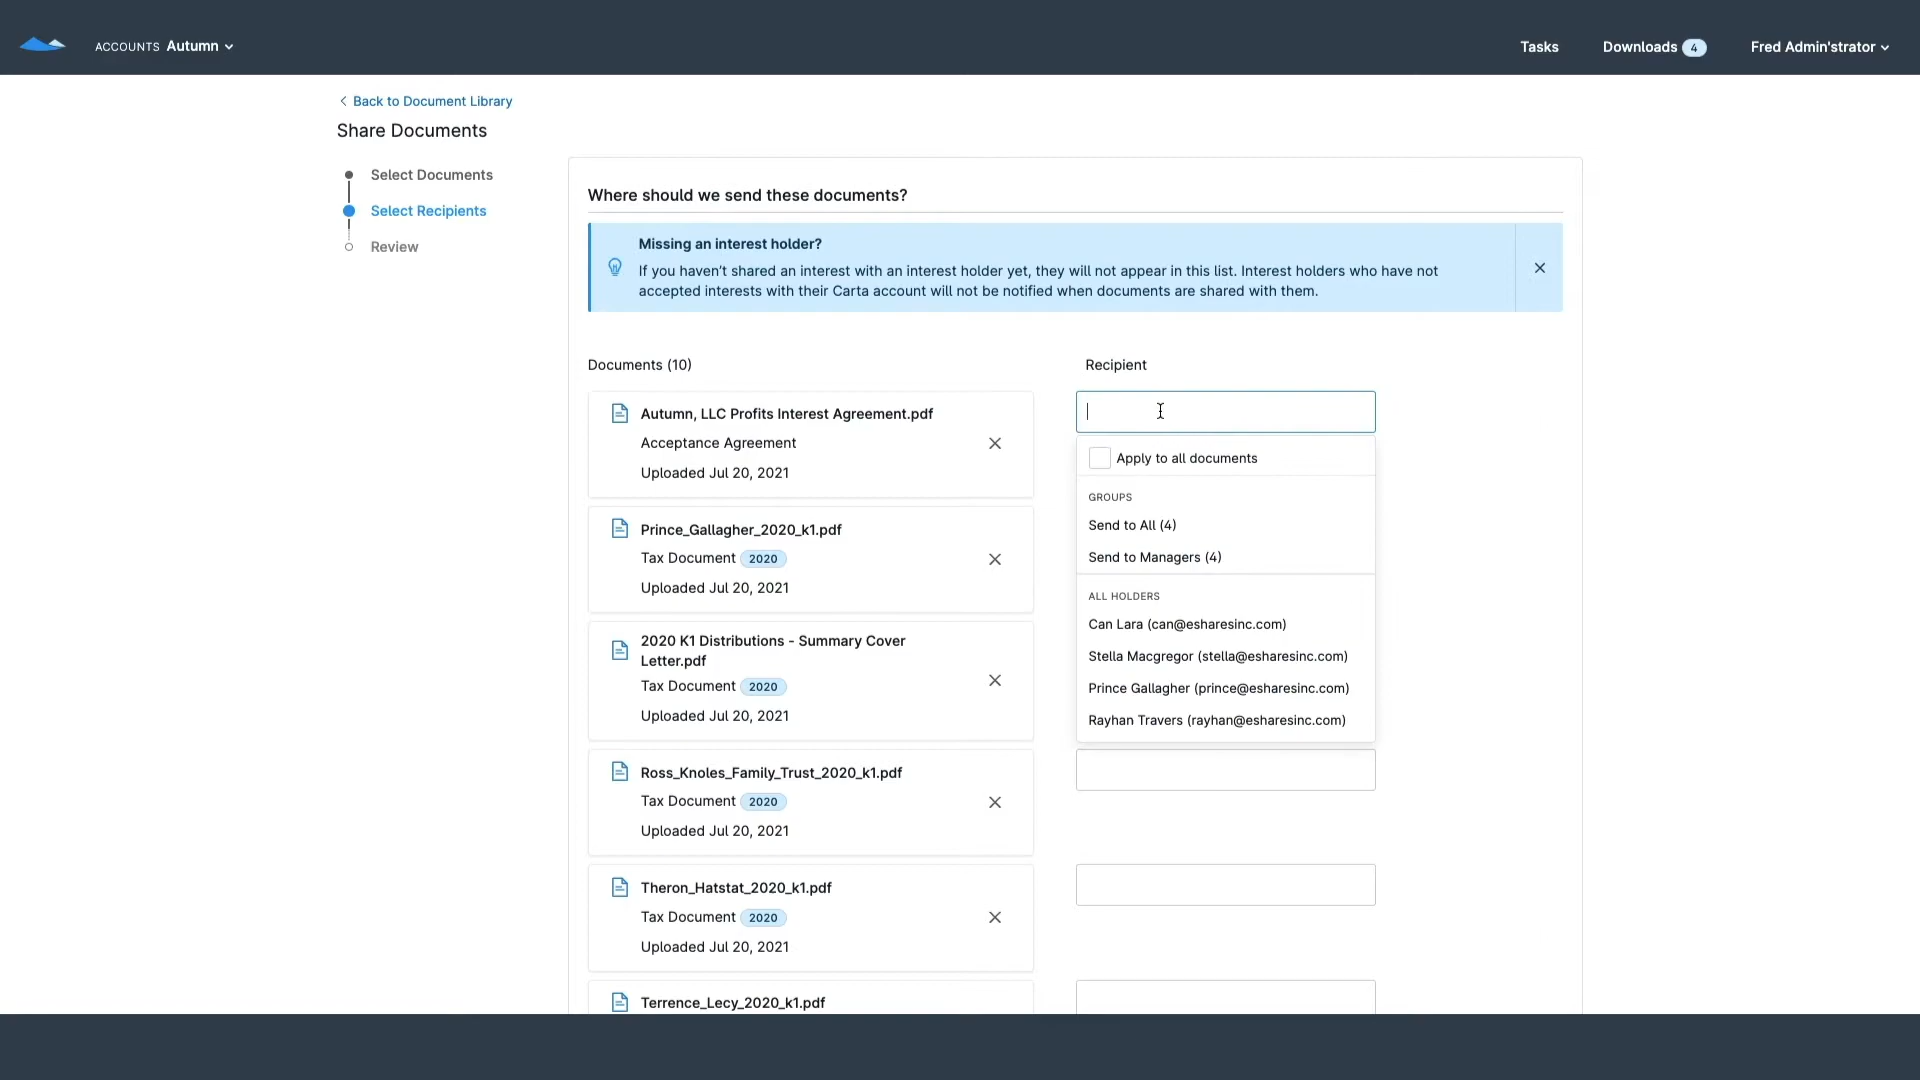 ACCOUNTS Autumn
Tasks
Downloads 4
Fred Admin'strator
Back to Document Library
Share Documents
Select Documents
Select Recipients
Review
Where should we send these documents?
Missing an interest holder?
If you haven’t shared an interest with an interest holder yet, they will not appear in this list. Interest holders who have not
accepted interests with their Carta account will not be notified when documents are shared with them.
Documents (10)
Recipient
Autumn, LLC Profits Interest Agreement.pdf
Acceptance Agreement
Uploaded Jul 20, 2021
Prince_Gallagher_2020_k1.pdf
Tax Document 2020
Uploaded Jul 20, 2021
2020 K1 Distributions - Summary Cover
Letter.pdf
Tax Document 2020
Uploaded Jul 20, 2021
Ross_Knoles_Family_Trust_2020_k1.pdf
Tax Document 2020
Uploaded Jul 20, 2021
Theron_Hatstat_2020_k1.pdf
Tax Document 2020
Uploaded Jul 20, 2021
Terrence_Lecy_2020_k1.pdf
Apply to all documents
GROUPS
Send to All (4)
Send to Managers (4)
ALL HOLDERS
Can Lara (can@esharesinc.com)
Stella Macgregor (stella@esharesinc.com)
Prince Gallagher (prince@esharesinc.com)
Rayhan Travers (rayhan@esharesinc.com)